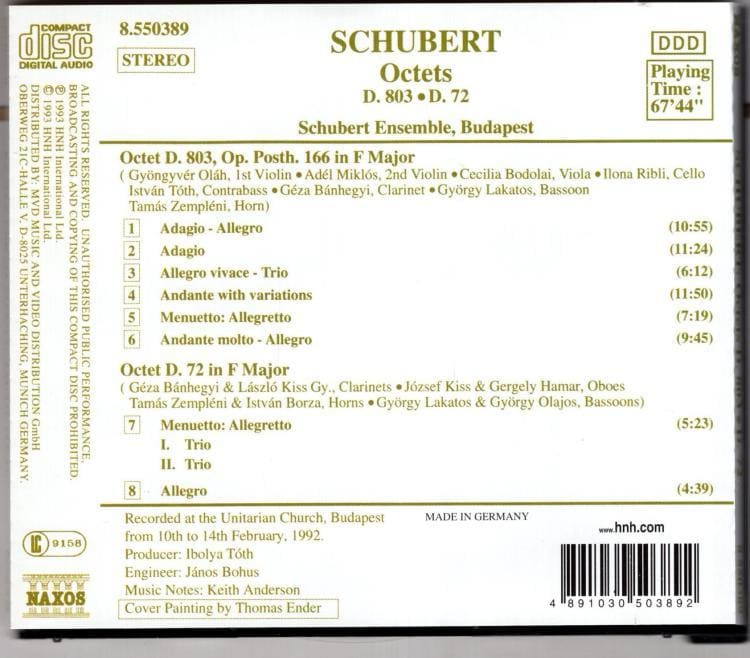 COMPACT
disc
DIGITAL AUDIO
8.550389
STEREO
SCHUBERT
Octets
D. 803 • D. 72
Schubert Ensemble, Budapest
DDD
Playing
Time :
67'44"
Octet D. 803, Op. Posth. 166 in F Major
( Gyöngyvér Oláh, 1st Violin • Adél Miklós, 2nd Violin • Cecilia Bodolai, Viola • Ilona Ribli, Cello
István Tóth, Contrabass • Géza Bánhegyi, Clarinet • György Lakatos, Bassoon
Tamás Zempléni, Horn)
1 Adagio - Allegro (10:55)
2 Adagio (11:24)
3 Allegro vivace - Trio (6:12)
4 Andante with variations (11:50)
5 Menuetto: Allegretto (7:19)
6 Andante molto - Allegro (9:45)
Octet D. 72 in F Major
( Géza Bánhegyi & László Kiss Gy., Clarinets • József Kiss & Gergely Hamar, Oboes
Tamás Zempléni & István Borza, Horns • György Lakatos & György Olajos, Bassoons)
7 Menuetto: Allegretto (5:23)
I. Trio
II. Trio
8 Allegro (4:39)
Recorded at the Unitarian Church, Budapest
from 10th to 14th February, 1992.
Producer: Ibolya Tóth
Engineer: János Bohus
Music Notes: Keith Anderson
Cover Painting by Thomas Ender
MADE IN GERMANY
www.hnh.com
4 891030 503892
ALL RIGHTS RESERVED. UNAUTHORISED PUBLIC PERFORMANCE,
BROADCASTING AND COPYING OF THIS COMPACT DISC PROHIBITED.
℗ 1993 HNH International Ltd.
© 1993 HNH International Ltd.
DISTRIBUTED BY: MVD MUSIC AND VIDEO DISTRIBUTION GmbH
OBERWEG 21C-HALLE V. D-8025 UNTERHACHING, MUNICH GERMANY.
LC 9158
NAXOS